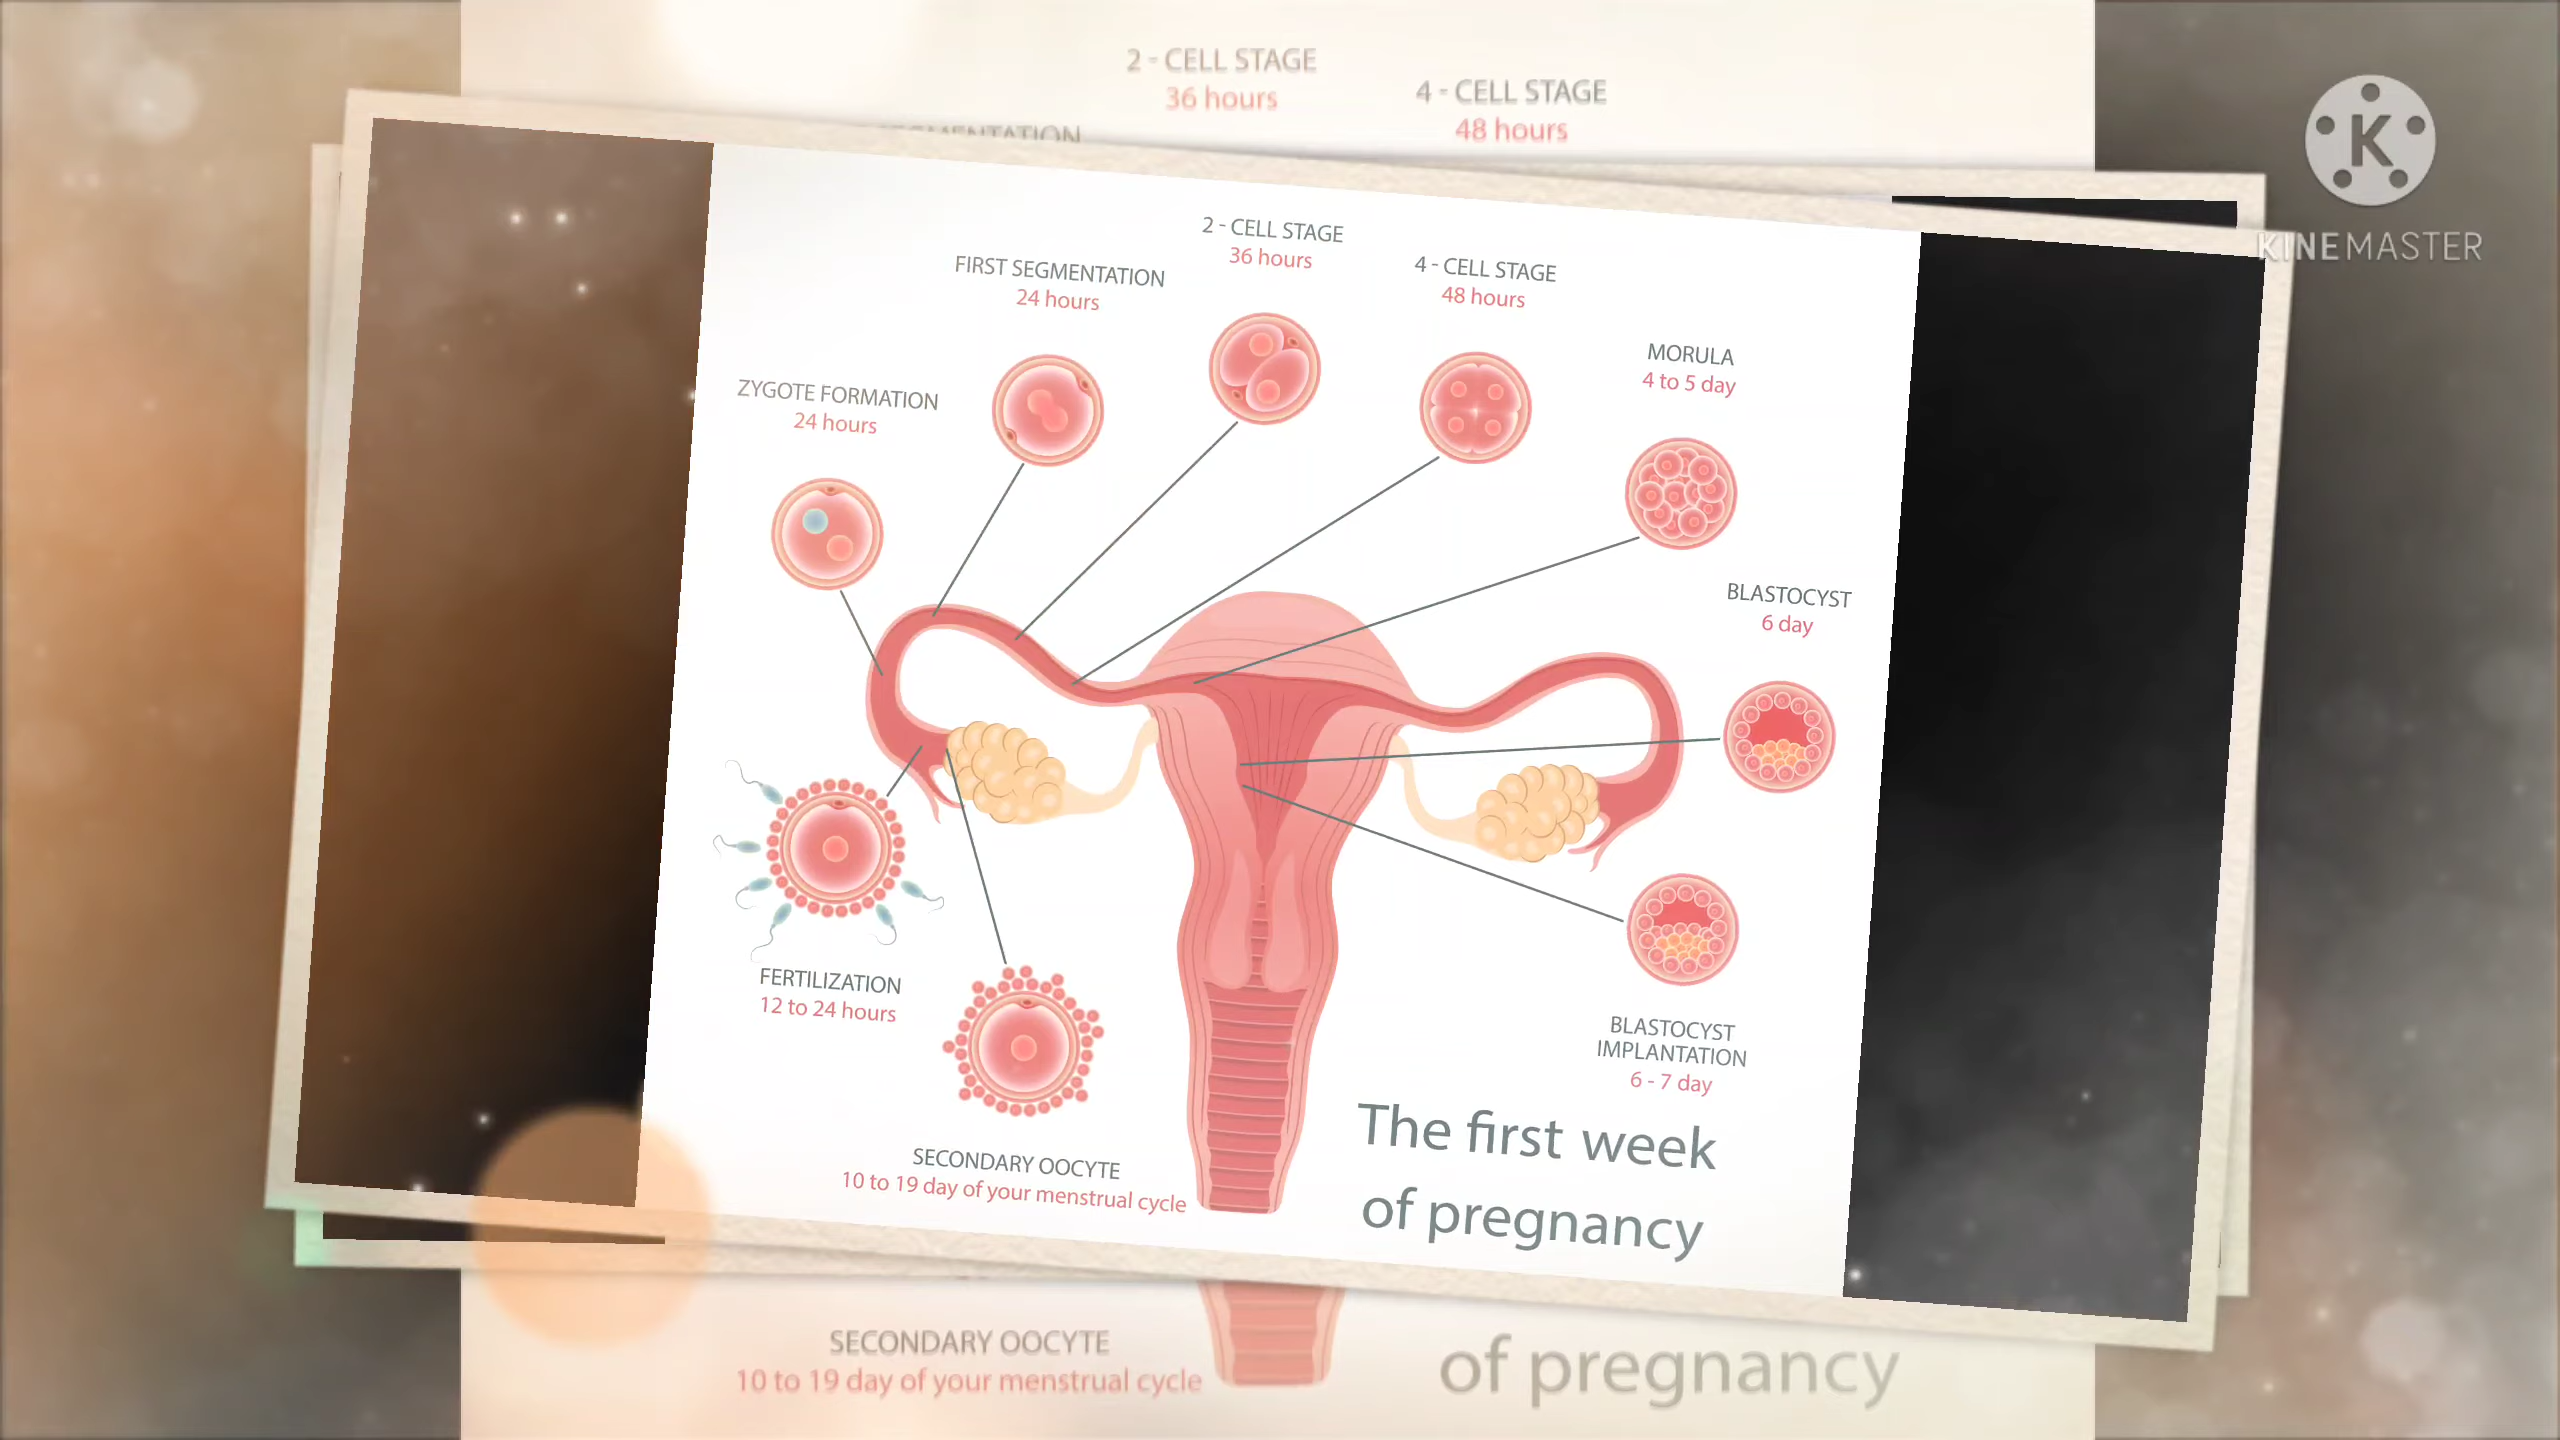 2 - CELL STAGE
36 hours
4 - CELL STAGE
48 hours
K
KINEMASTER
2 - CELL STAGE
36 hours
FIRST SEGMENTATION
24 hours
4 - CELL STAGE
48 hours
MORULA
4 to 5 day
ZYGOTE FORMATION
24 hours
BLASTOCYST
6 day
FERTILIZATION
12 to 24 hours
BLASTOCYST
IMPLANTATION
6 - 7 day
SECONDARY OOCYTE
10 to 19 day of your menstrual cycle
The first week
of pregnancy
SECONDARY OOCYTE
10 to 19 day of your menstrual cycle
of pregnancy